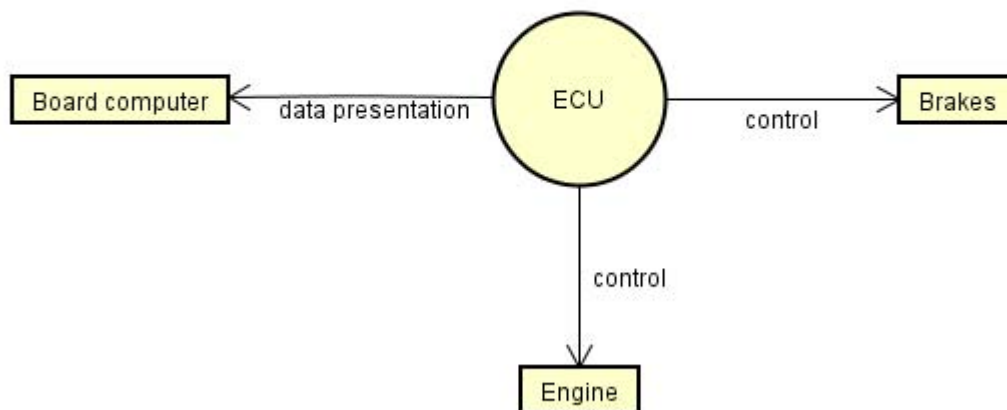 ECU
Board computer
Brakes
data presentation
control
control
Engine